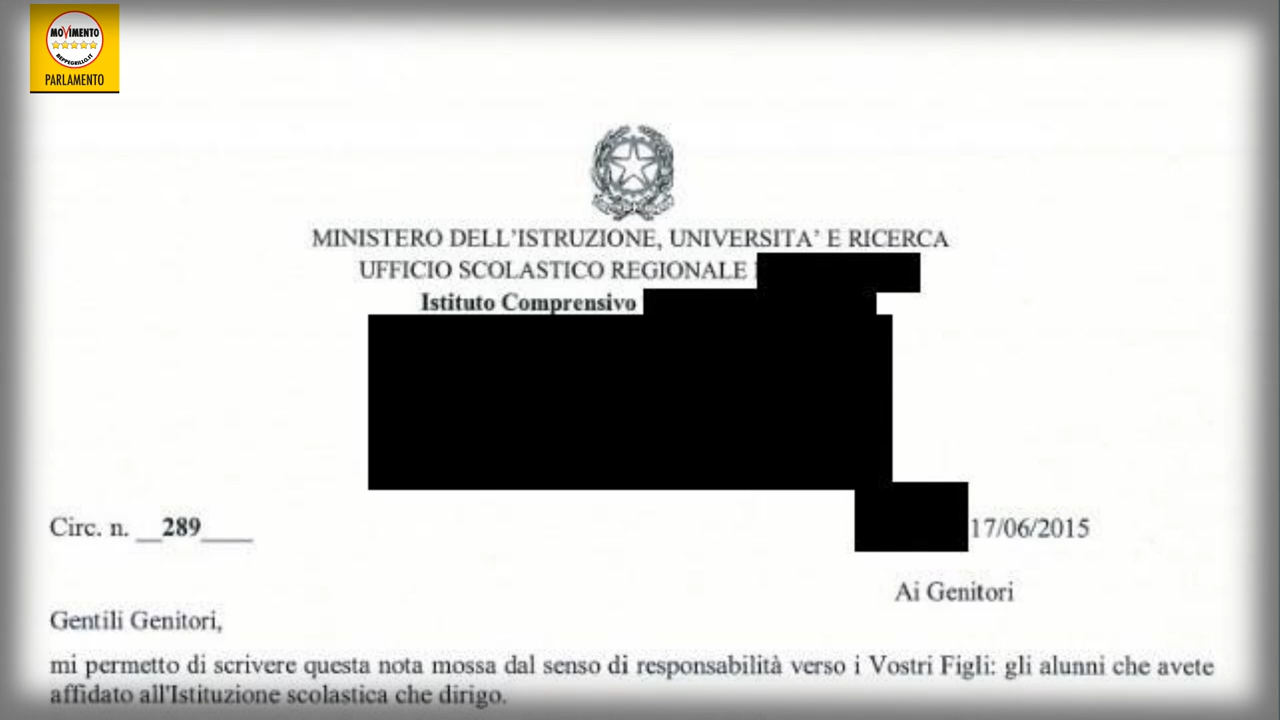 MOVIMENTO
BEPPEGRILLO.IT
PARLAMENTO
MINISTERO DELL'ISTRUZIONE, UNIVERSITA' E RICERCA
UFFICIO SCOLASTICO REGIONALE
Istituto Comprensivo
Circ. n. __289____
17/06/2015
Ai Genitori
Gentili Genitori,
mi permetto di scrivere questa nota mossa dal senso di responsabilità verso i Vostri Figli: gli alunni che avete
affidato all'Istituzione scolastica che dirigo.